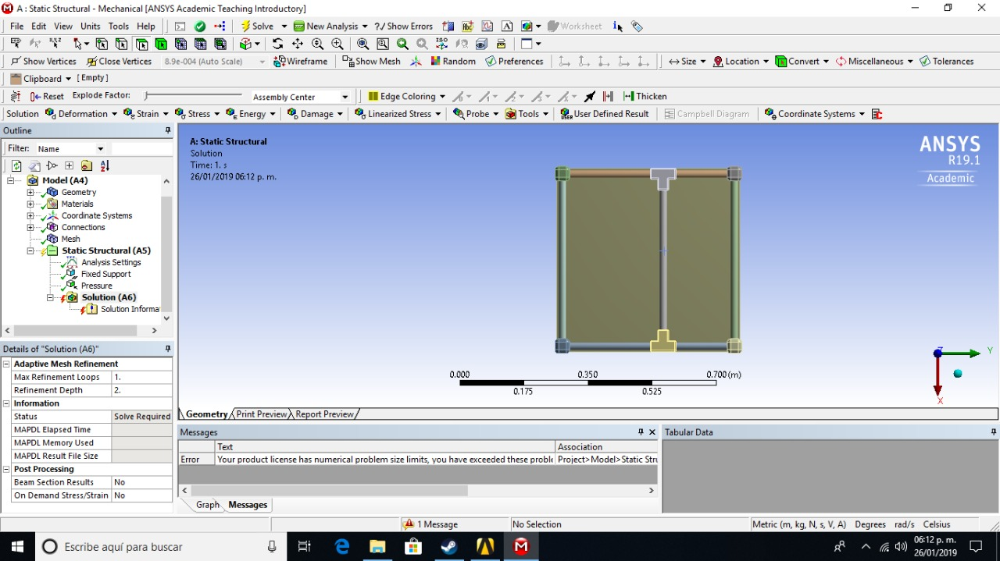 A : Static Structural - Mechanical [ANSYS Academic Teaching Introductory]
File Edit View Units Tools Help Solve New Analysis ?/ Show Errors Worksheet
Show Vertices Close Vertices 8.9e-004 (Auto Scale) Wireframe Show Mesh Random Preferences Size Location Convert Miscellaneous Tolerances
Clipboard [ Empty ]
Reset Explode Factor: Assembly Center Edge Coloring Thicken
Solution Deformation Strain Stress Energy Damage Linearized Stress Probe Tools User Defined Result Campbell Diagram Coordinate Systems
Outline
Filter: Name
Model (A4)
Geometry
Materials
Coordinate Systems
Connections
Mesh
Static Structural (A5)
Analysis Settings
Fixed Support
Pressure
Solution (A6)
Solution Informa
Details of "Solution (A6)"
Adaptive Mesh Refinement
Max Refinement Loops 1.
Refinement Depth 2.
Information
Status Solve Required
MAPDL Elapsed Time
MAPDL Memory Used
MAPDL Result File Size
Post Processing
Beam Section Results No
On Demand Stress/Strain No
A: Static Structural
Solution
Time: 1. s
26/01/2019 06:12 p. m.
ANSYS
R19.1
Academic
0.000 0.350 0.700 (m)
0.175 0.525
Z Y
X
Geometry Print Preview Report Preview
Messages
Text Association
Error Your product license has numerical problem size limits, you have exceeded these proble Project>Model>Static Stru
Graph Messages
Tabular Data
1 Message No Selection Metric (m, kg, N, s, V, A) Degrees rad/s Celsius
Escribe aquí para buscar
06:12 p. m.
26/01/2019